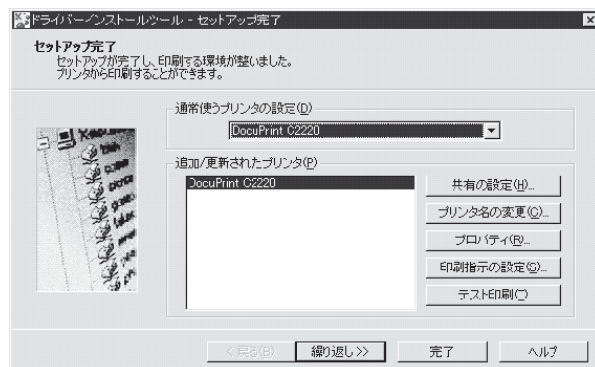 ドライバーインストールツール - セットアップ完了
セットアップ完了
セットアップが完了し、印刷する環境が整いました。
プリンタから印刷することができます。
通常使うプリンタの設定(D)
DocuPrint C2220
追加/更新されたプリンタ(P)
DocuPrint C2220
共有の設定(H)...
プリンタ名の変更(C)...
プロパティ(R)...
印刷指示の設定(S)...
テスト印刷(T)
< 戻る(B)
繰り返し >>
完了
ヘルプ